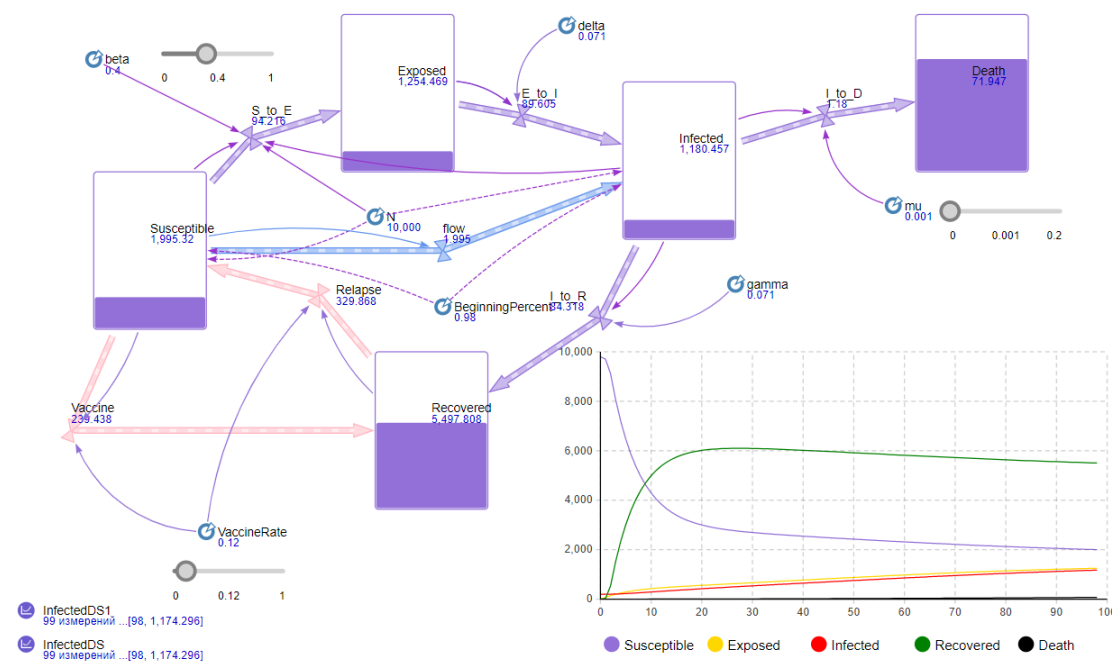 delta
0.071
beta
0.4
0 0.4 1
Exposed
1,254.469
Death
71.947
S_to_E
94.216
E_to_I
89.605
I_to_D
1.18
Infected
1,180.457
mu
0.001
0 0.001 0.2
N
10,000
Susceptible
1,995.32
flow
1.995
Relapse
329.868
BeginningPercent
0.98
I_to_R
84.318
gamma
0.071
Vaccine
239.438
Recovered
5,497.808
VaccineRate
0.12
0 0.12 1
InfectedDS1
99 измерений ...[98, 1,174.296]
InfectedDS
99 измерений ...[98, 1,174.296]
10,000
8,000
6,000
4,000
2,000
0
0 10 20 30 40 50 60 70 80 90 100
Susceptible Exposed Infected Recovered Death